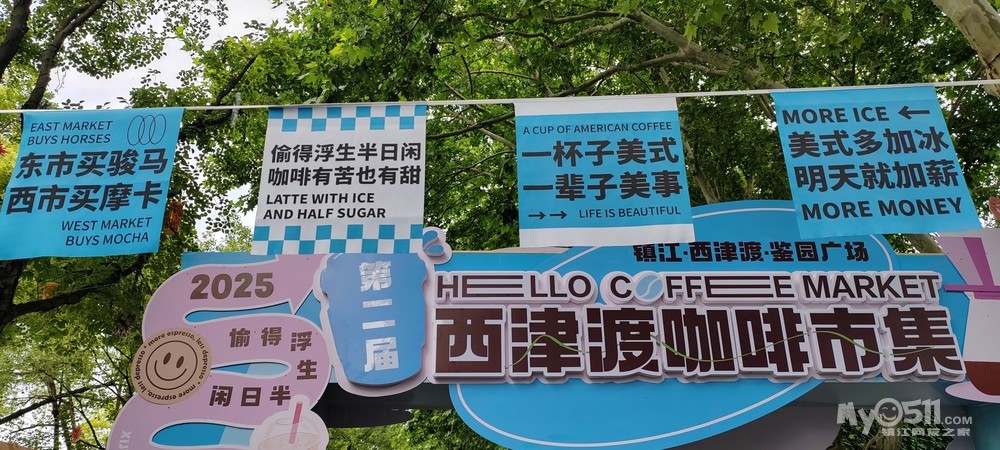 EAST MARKET
BUYS HORSES
东市买骏马
西市买摩卡
WEST MARKET
BUYS MOCHA
偷得浮生半日闲
咖啡有苦也有甜
LATTE WITH ICE
AND HALF SUGAR
A CUP OF AMERICAN COFFEE
一杯子美式
一辈子美事
→→ LIFE IS BEAUTIFUL
MORE ICE ←
美式多加冰
明天就加薪
MORE MONEY
镇江·西津渡·鉴园广场
HELLO COFFEE MARKET
西津渡咖啡市集
第二届
2025
偷得浮生
半日闲
more espresso, less depresso
My0511.com
镇江网友之家